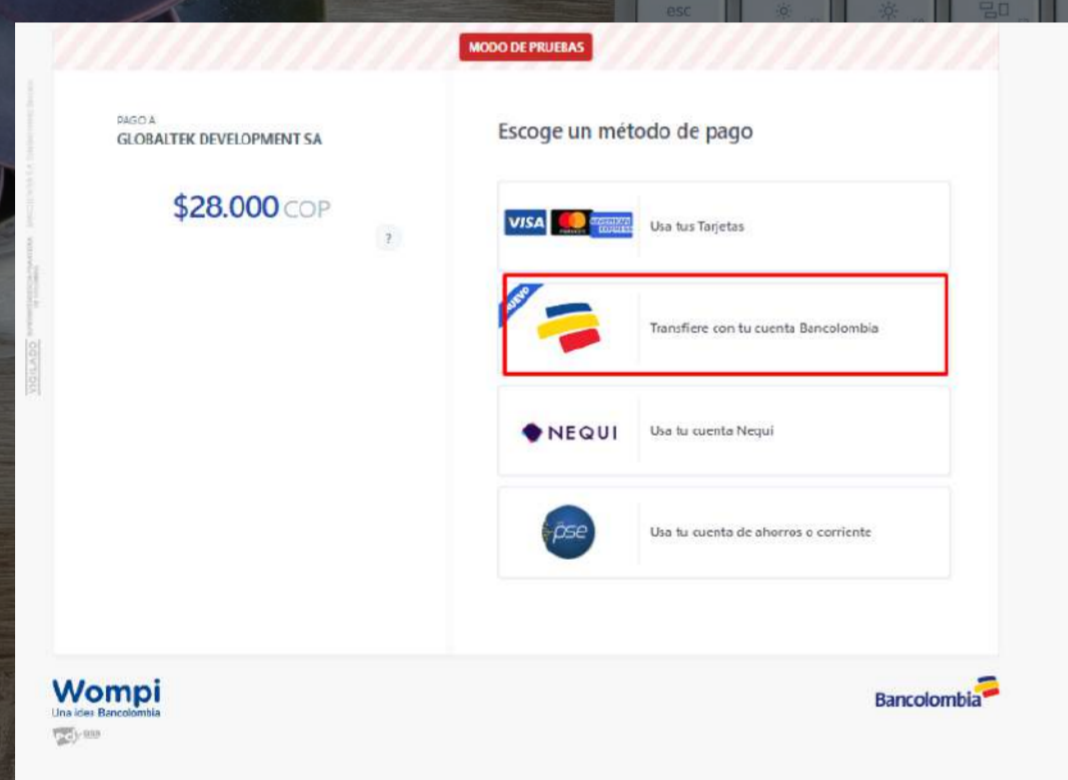 esc
MODO DE PRUEBAS
PAGO A
GLOBALTEK DEVELOPMENT SA
$28.000 COP
?
Escoge un método de pago
VISA
Usa tus Tarjetas
NUEVO
Transfiere con tu cuenta Bancolombia
NEQUI
Usa tu cuenta Nequi
pse
Usa tu cuenta de ahorros o corriente
VIGILADO
Wompi
Una idea Bancolombia
Bancolombia